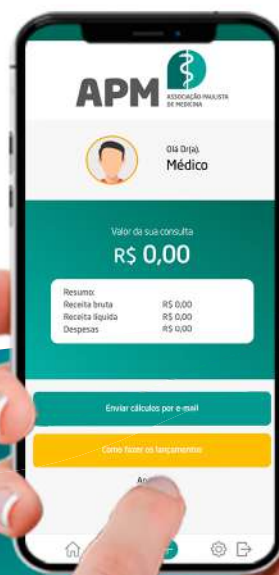 APM
ASSOCIAÇÃO PAULISTA
DE MEDICINA
Olá Dr(a).
Médico
Valor da sua consulta
R$ 0,00
Resumo:
Receita bruta R$ 0,00
Receita líquida R$ 0,00
Despesas R$ 0,00
Enviar cálculos por e-mail
Como fazer os lançamentos